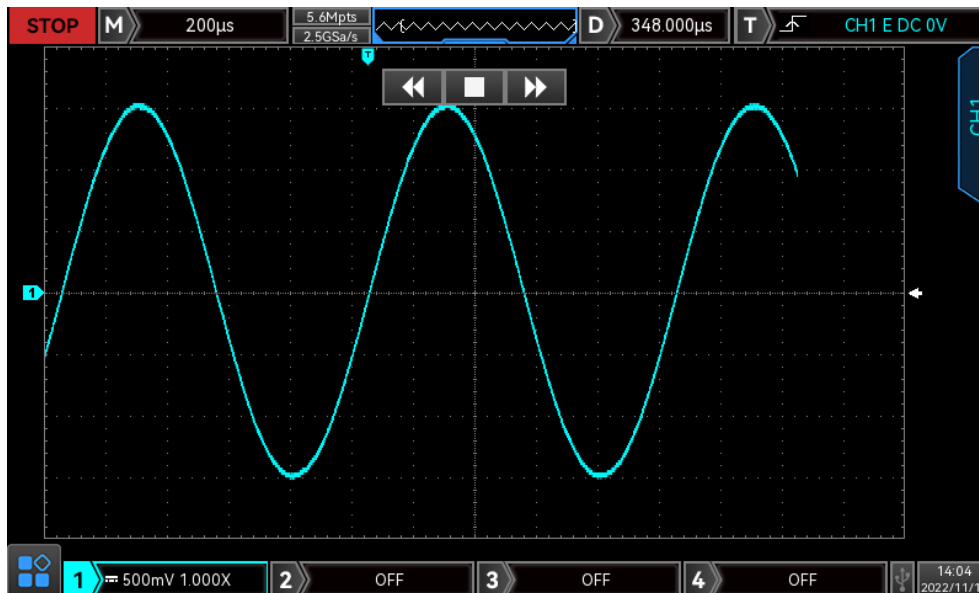 STOP M 200μs 5.6Mpts D 348.000μs T CH1 E DC 0V
2.5GSa/s
T
CH1
1
1 500mV 1.000X 2 OFF 3 OFF 4 OFF 14:04
2022/11/1